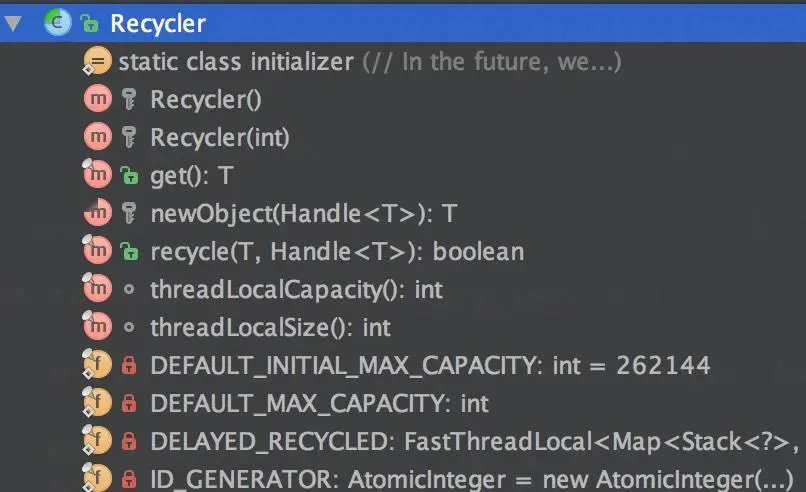 Recycler
static class initializer (// In the future, we...)
Recycler()
Recycler(int)
get(): T
newObject(Handle<T>): T
recycle(T, Handle<T>): boolean
threadLocalCapacity(): int
threadLocalSize(): int
DEFAULT_INITIAL_MAX_CAPACITY: int = 262144
DEFAULT_MAX_CAPACITY: int
DELAYED_RECYCLED: FastThreadLocal<Map<Stack<?>,
ID_GENERATOR: AtomicInteger = new AtomicInteger(...)